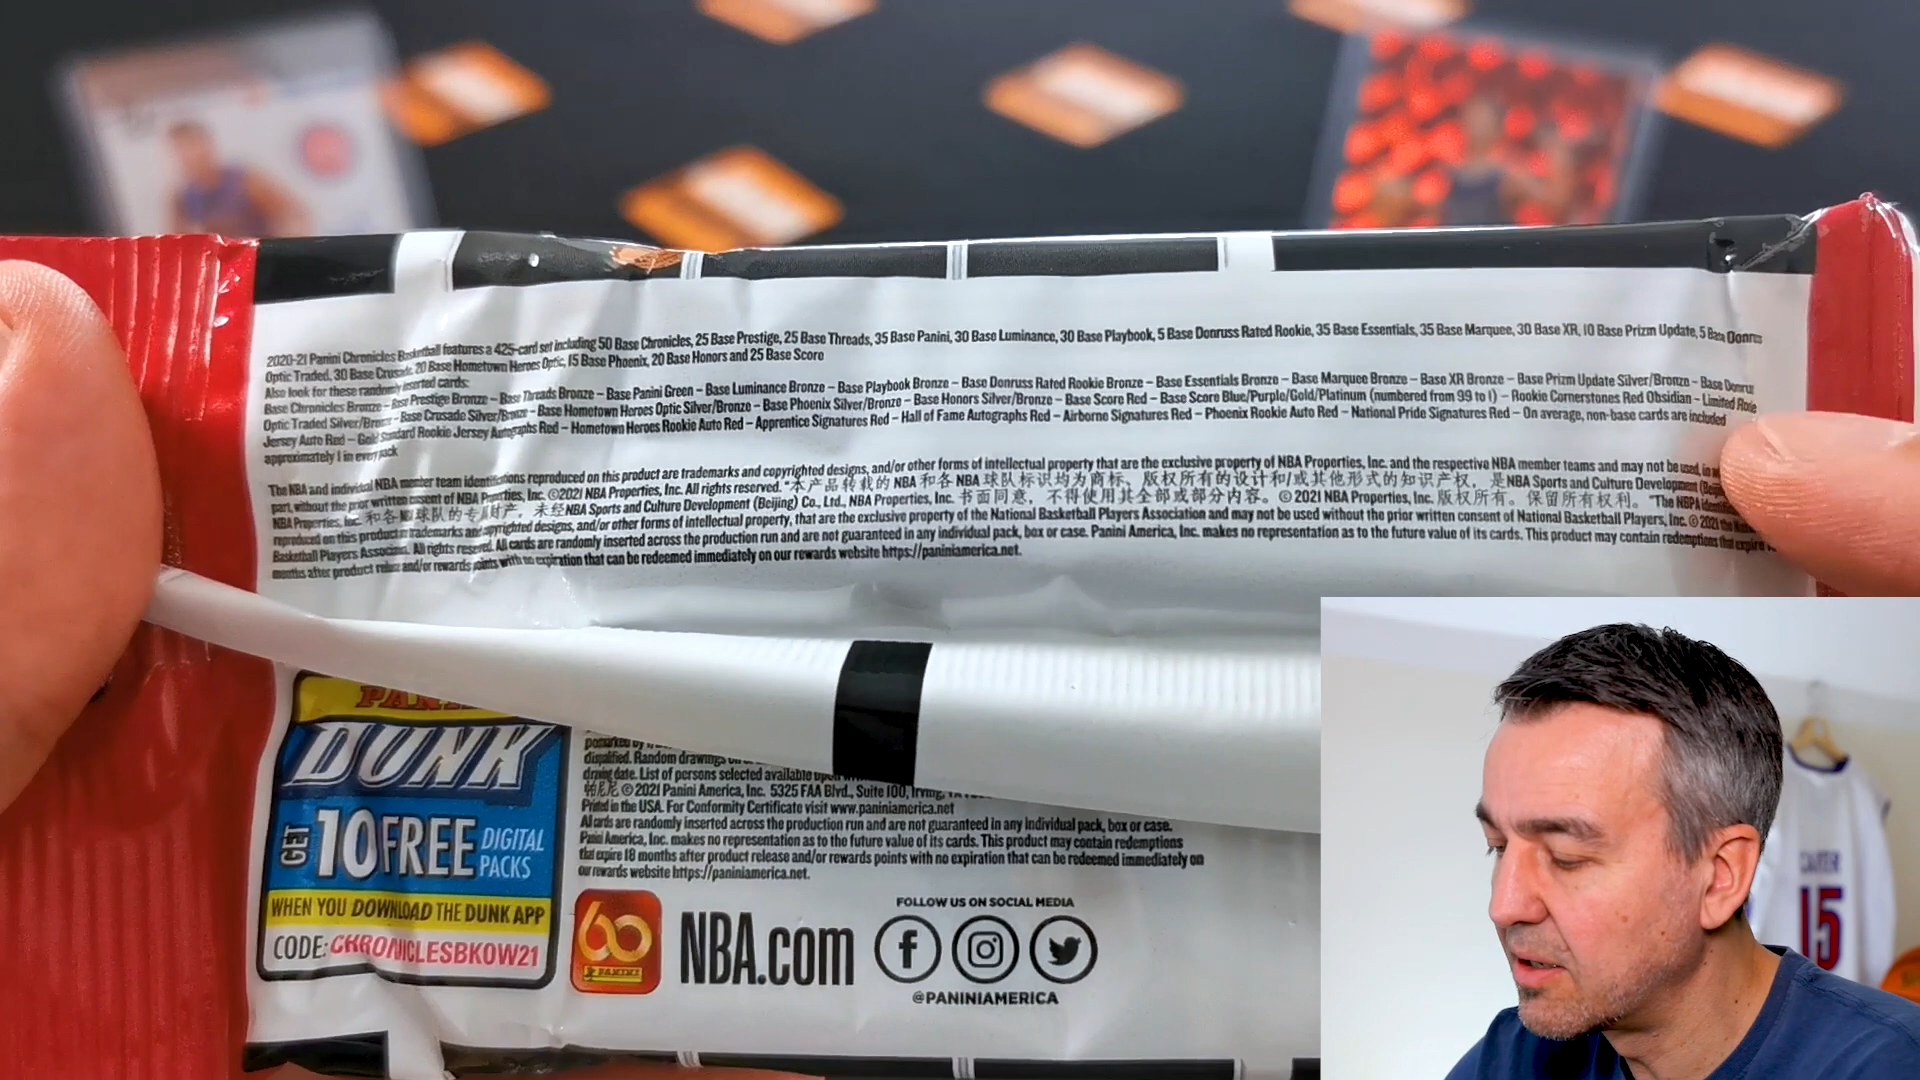 2020-21 Panini Chronicles Basketball features a 425-card set including 50 Base Chronicles, 25 Base Prestige, 25 Base Threads, 35 Base Panini, 30 Base Luminance, 30 Base Playbook, 5 Base Donruss Rated Rookie, 35 Base Essentials, 35 Base Marquee, 30 Base XR, 10 Base Prizm Update, 5 Base Donruss
Optic Traded, 30 Base Crusade, 20 Base Hometown Heroes Optic, 15 Base Phoenix, 20 Base Honors and 25 Base Score
Also look for these randomly inserted cards:
Base Chronicles Bronze – Base Prestige Bronze – Base Threads Bronze – Base Panini Green – Base Luminance Bronze – Base Playbook Bronze – Base Donruss Rated Rookie Bronze – Base Essentials Bronze – Base Marquee Bronze – Base XR Bronze – Base Prizm Update Silver/Bronze – Base Donruss
Optic Traded Silver/Bronze – Base Crusade Silver/Bronze – Base Hometown Heroes Optic Silver/Bronze – Base Phoenix Silver/Bronze – Base Honors Silver/Bronze – Base Score Red – Base Score Blue/Purple/Gold/Platinum (numbered from 99 to 1) – Rookie Cornerstones Red Obsidian – Limited Rookie
Jersey Auto Red – Gold Standard Rookie Jersey Autographs Red – Hometown Heroes Rookie Auto Red – Apprentice Signatures Red – Hall of Fame Autographs Red – Airborne Signatures Red – Phoenix Rookie Auto Red – National Pride Signatures Red – On average, non-base cards are included
approximately 1 in every pack
The NBA and individual NBA member team identifications reproduced on this product are trademarks and copyrighted designs, and/or other forms of intellectual property that are the exclusive property of NBA Properties, Inc. and the respective NBA member teams and may not be used, in
part, without the prior written consent of NBA Properties, Inc. ©2021 NBA Properties, Inc. All rights reserved. "本产品转载的 NBA 和各 NBA 球队标识均为商标、版权所有的设计和/或其他形式的知识产权， 是NBA Sports and Culture Development
NBA Properties, Inc. 和各 NBA 球队的专属财产， 未经NBA Sports and Culture Development (Beijing) Co., Ltd., NBA Properties, Inc. 书面同意， 不得使用其全部或部分内容。 ©2021 NBA Properties, Inc. 版权所有。 保留所有权利。 "The NBPA
reproduced on this product are trademarks and copyrighted designs, and/or other forms of intellectual property, that are the exclusive property of the National Basketball Players Association and may not be used without the prior written consent of National Basketball Players, Inc. © 2021 the
Basketball Players All rights reserved. All cards are randomly inserted across the production run and are not guaranteed in any individual pack, box or case. Panini America, Inc. makes no representation as to the future value of its cards. This product may contain redemptions that expire
months after product release and/or rewards points with no expiration that can be redeemed immediately on our rewards website https://paniniamerica.net.
DUNK
GET 10 FREE DIGITAL PACKS
WHEN YOU DOWNLOAD THE DUNK APP
CODE: CHRONICLESBKOW21
postmarked by
disqualified. Random drawings
drawing date. List of persons selected available upon
帕尼尼 © 2021 Panini America, Inc. 5325 FAA Blvd., Suite 100, Irving,
Printed in the USA. For Conformity Certificate visit www.paniniamerica.net
All cards are randomly inserted across the production run and are not guaranteed in any individual pack, box or case.
Panini America, Inc. makes no representation as to the future value of its cards. This product may contain redemptions
that expire 18 months after product release and/or rewards points with no expiration that can be redeemed immediately on
our rewards website https://paniniamerica.net.
60
PANINI
NBA.com
FOLLOW US ON SOCIAL MEDIA
@PANINIAMERICA
CARTER
15